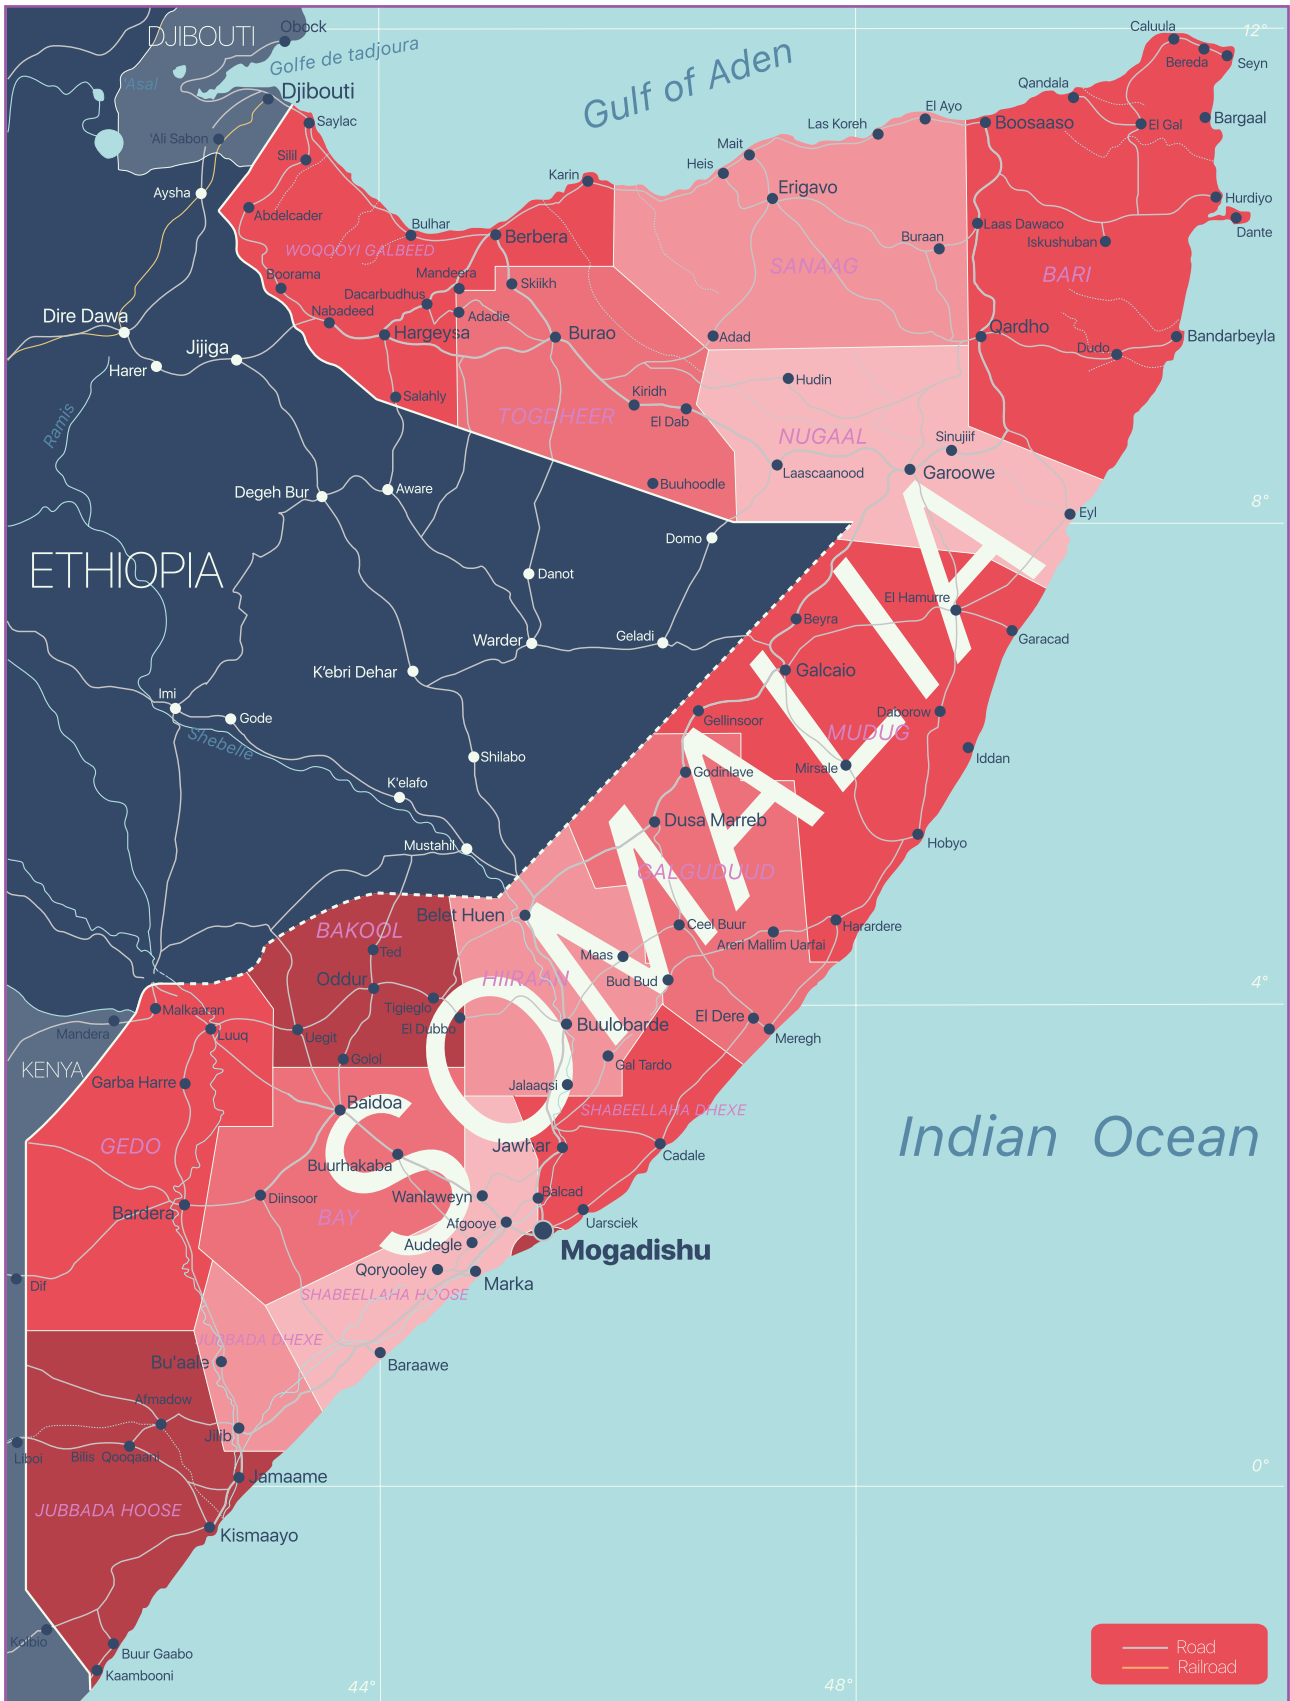 DJIBOUTI
Obock
Golfe de tadjoura
'Asal
Djibouti
'Ali Sabon
Gulf of Aden
12°
Caluula
Bereda
Seyn
Qandala
Bargaal
El Gal
Boosaaso
El Ayo
Las Koreh
Mait
Heis
Erigavo
Karin
Saylac
Silil
Aysha
Abdelcader
Bulhar
Berbera
WOQOOYI GALBEED
Hurdiyo
Dante
Laas Dawaco
Iskushuban
Buraan
SANAAG
BARI
Boorama
Mandeera
Skiikh
Dacarbudhus
Nabadeed
Adadie
Hargeysa
Burao
Adad
Qardho
Dudo
Bandarbeyla
Dire Dawa
Jijiga
Harer
Ramis
Salahly
Kiridh
El Dab
Hudin
TOGDHEER
NUGAAL
Sinujiif
Laascaanood
Garoowe
Buuhoodle
Degeh Bur
Aware
8°
Eyl
Domo
ETHIOPIA
Danot
SOMALIA
El Hamurre
Beyra
Garacad
Warder
Geladi
K'ebri Dehar
Galcaio
Imi
Gode
Shebelle
Gellinsoor
Daborow
MUDUG
Iddan
Shilabo
Godinlave
Mirsale
K'elafo
Dusa Marreb
Mustahil
Hobyo
GALGUDUUD
Belet Huen
BAKOOL
Ted
Ceel Buur
Areri Mallim Uarfai
Harardere
Maas
Oddur
HIIRAAN
Bud Bud
4°
Tigieglo
El Dubbo
Malkaaran
Mandera
Luuq
Uegit
Buulobarde
El Dere
Meregh
KENYA
Golol
Gal Tardo
Garba Harre
Jalaaqsi
Baidoa
SHABEELLAHA DHEXE
Indian Ocean
GEDO
Jawhar
Cadale
Buurhakaba
Diinsoor
Wanlaweyn
Balcad
Bardera
BAY
Afgooye
Uarsciek
Audegle
Mogadishu
Qoryooley
Marka
Dif
SHABEELLAHA HOOSE
JUBBADA DHEXE
Bu'aale
Baraawe
Afmadow
Jilib
Liboi
Bilis Qooqaani
0°
Jamaame
JUBBADA HOOSE
Kismaayo
Kolbio
Buur Gaabo
Kaambooni
Road
Railroad
44°
48°